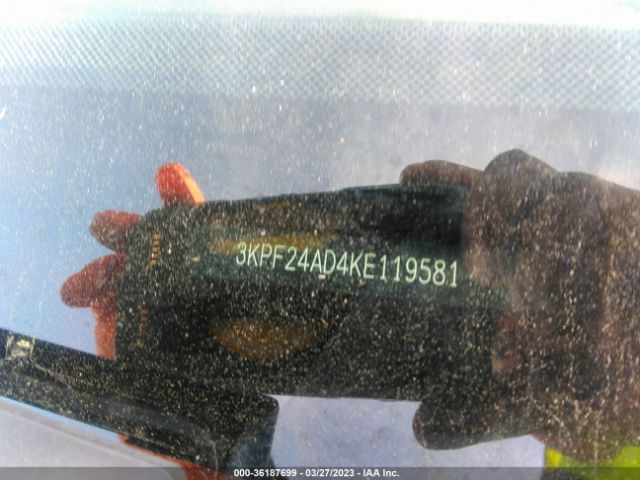 3KPF24AD4KE119581
000-36187699 - 03/27/2023 - IAA Inc.